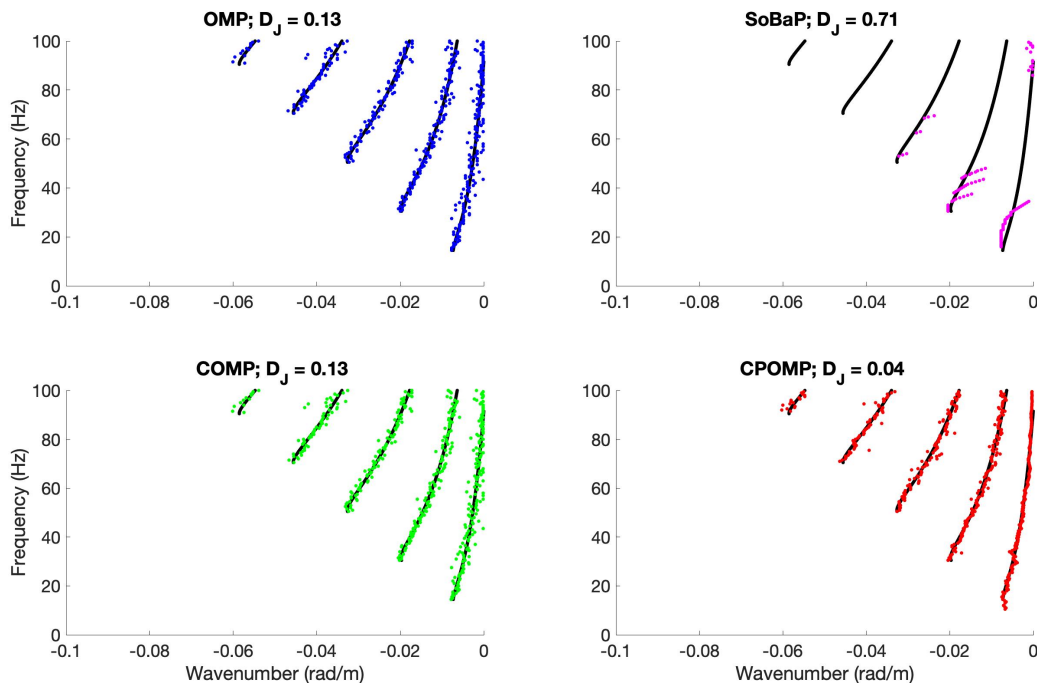 OMP; D_J = 0.13
100
80
60
40
20
0
Frequency (Hz)
-0.1 -0.08 -0.06 -0.04 -0.02 0
SoBaP; D_J = 0.71
100
80
60
40
20
0
-0.1 -0.08 -0.06 -0.04 -0.02 0
COMP; D_J = 0.13
100
80
60
40
20
0
Frequency (Hz)
-0.1 -0.08 -0.06 -0.04 -0.02 0
Wavenumber (rad/m)
CPOMP; D_J = 0.04
100
80
60
40
20
0
-0.1 -0.08 -0.06 -0.04 -0.02 0
Wavenumber (rad/m)